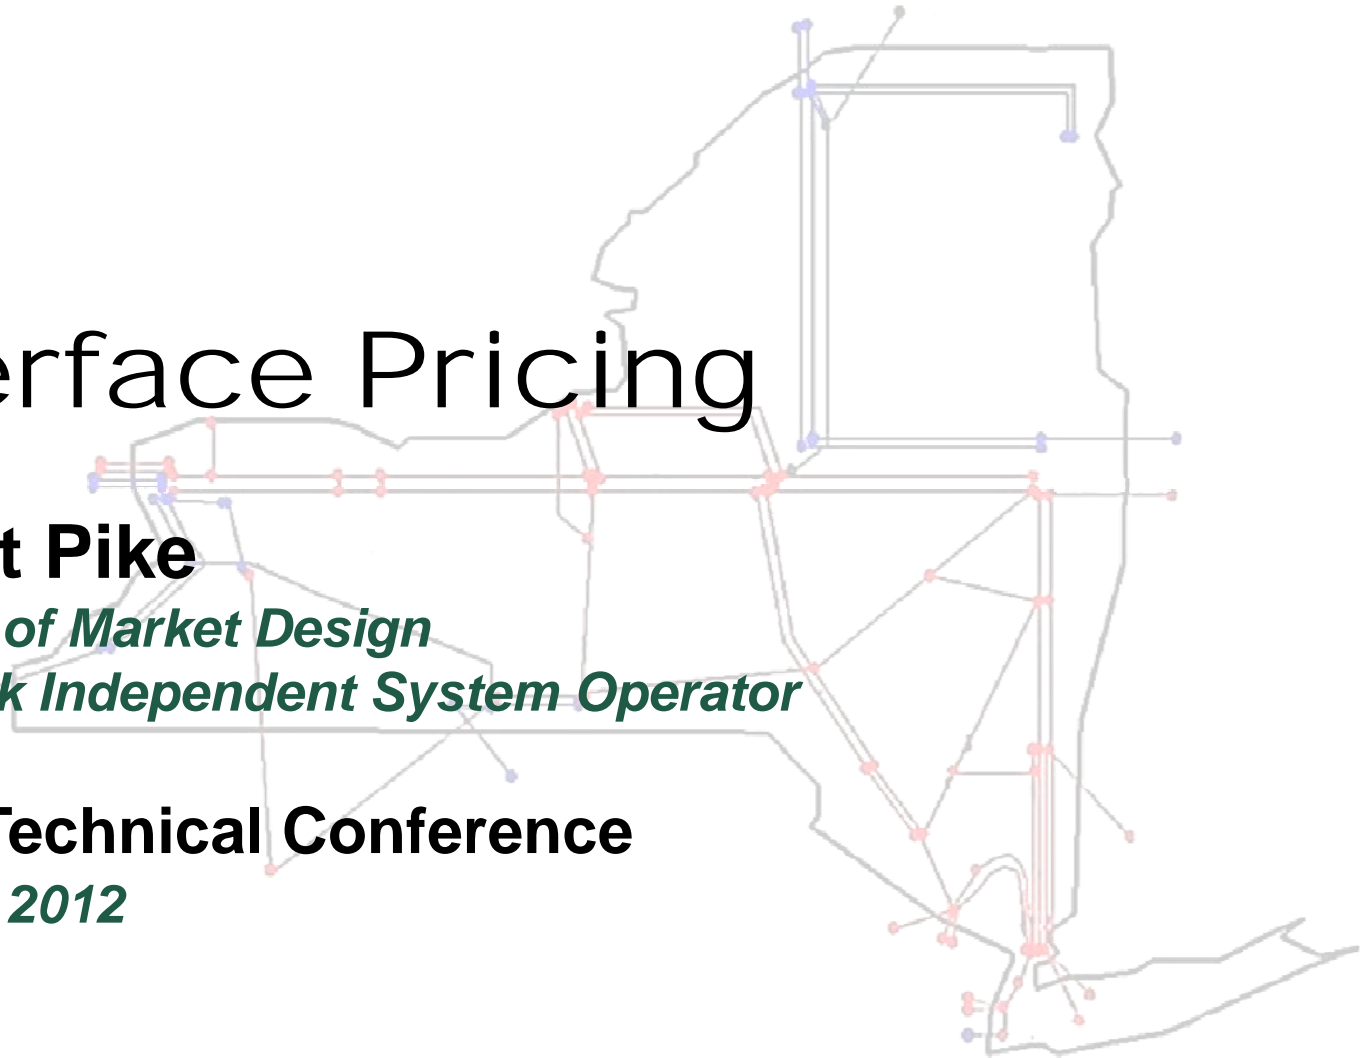 erface Pricing
t Pike
of Market Design
k Independent System Operator
Technical Conference
2012